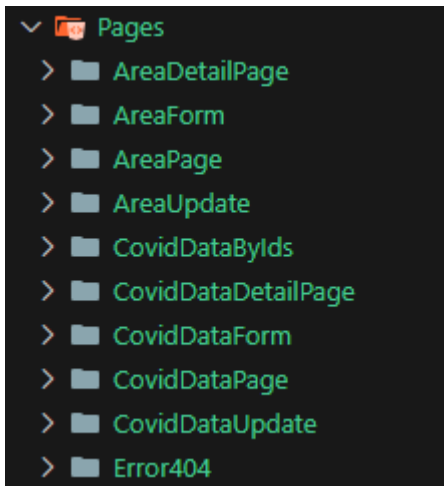 Pages
AreaDetailPage
AreaForm
AreaPage
AreaUpdate
CovidDataByIds
CovidDataDetailPage
CovidDataForm
CovidDataPage
CovidDataUpdate
Error404